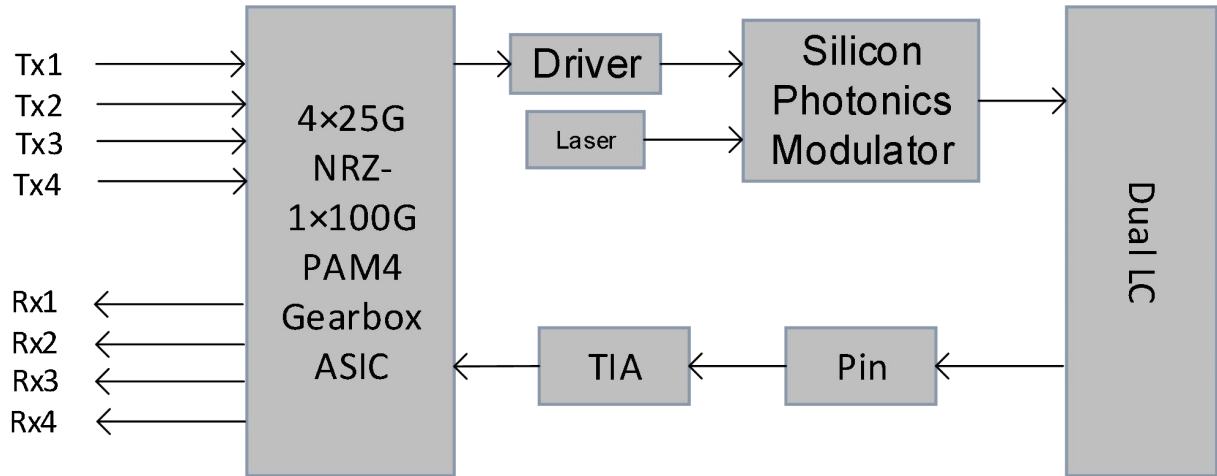 Tx1
Tx2
Tx3
Tx4
Rx1
Rx2
Rx3
Rx4
4×25G
NRZ-
1×100G
PAM4
Gearbox
ASIC
Driver
Laser
Silicon
Photonics
Modulator
TIA
Pin
Dual LC